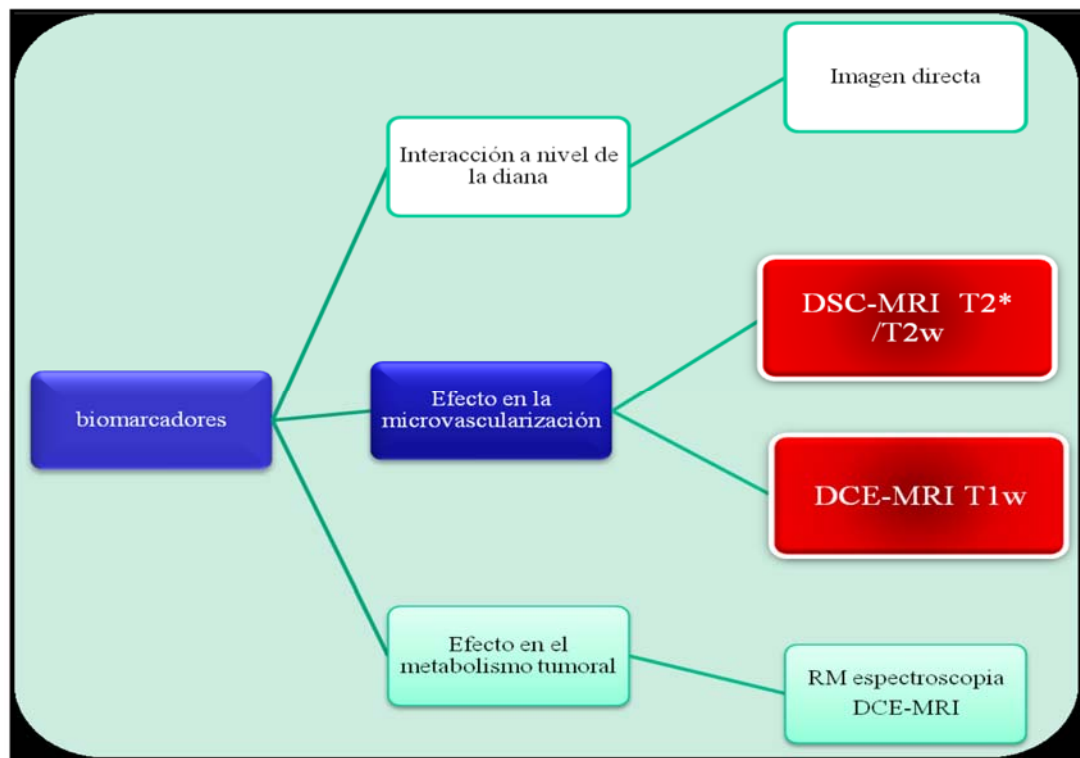 biomarcadores
Interacción a nivel de
la diana
Imagen directa
Efecto en la
microvascularización
DSC-MRI T2*
/T2w
DCE-MRI T1w
Efecto en el
metabolismo tumoral
RM espectroscopia
DCE-MRI